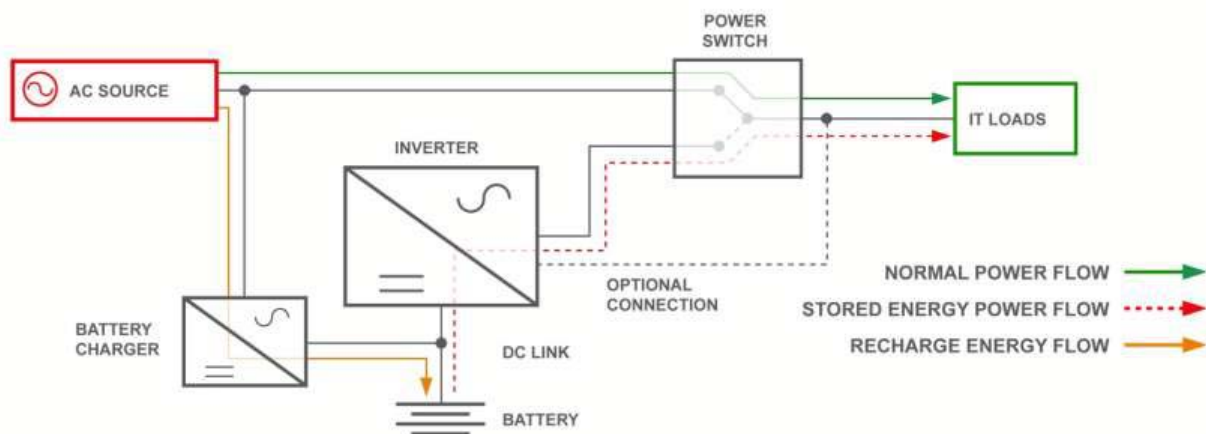 POWER
SWITCH
AC SOURCE
IT LOADS
INVERTER
OPTIONAL
CONNECTION
NORMAL POWER FLOW
STORED ENERGY POWER FLOW
RECHARGE ENERGY FLOW
BATTERY
CHARGER
DC LINK
BATTERY